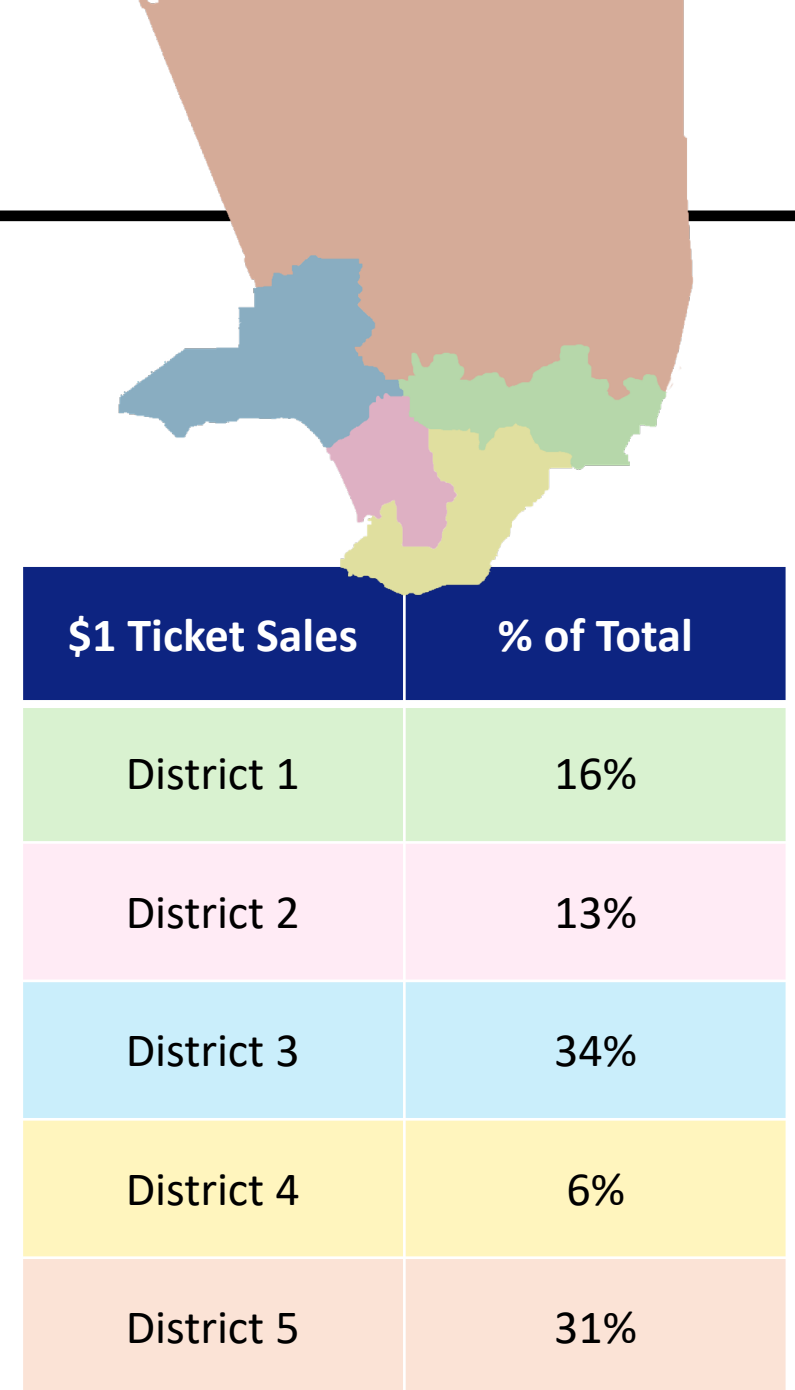 $1 Ticket Sales % of Total
District 1 16%
District 2 13%
District 3 34%
District 4 6%
District 5 31%